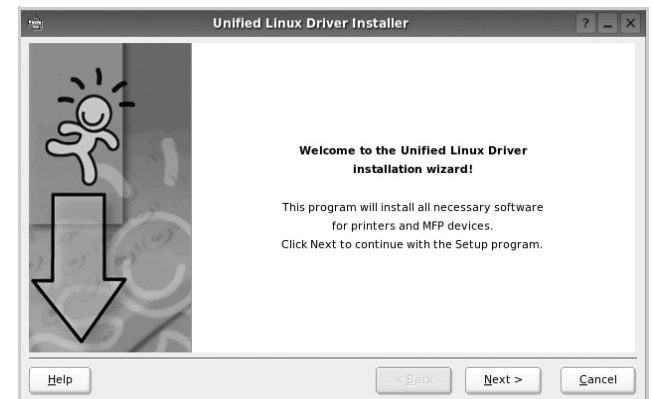 Unified Linux Driver Installer
Welcome to the Unified Linux Driver
installation wizard!
This program will install all necessary software
for printers and MFP devices.
Click Next to continue with the Setup program.
Help
< Back
Next >
Cancel